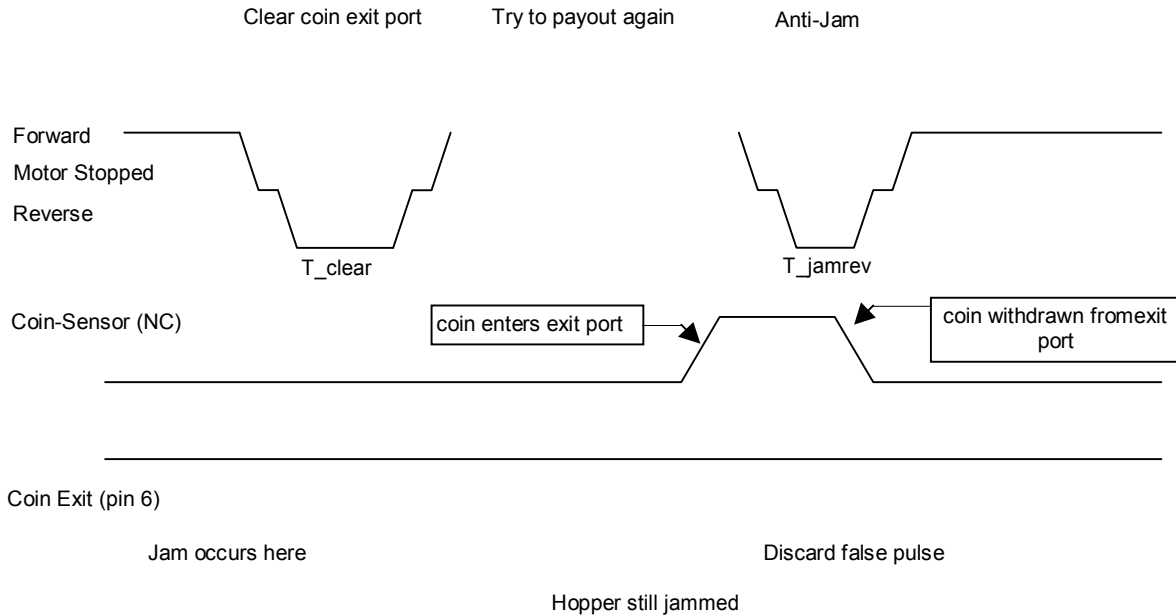 Clear coin exit port Try to payout again Anti-Jam
Forward
Motor Stopped
Reverse
T_clear T_jamrev
Coin-Sensor (NC)
coin enters exit port
coin withdrawn fromexit
port
Coin Exit (pin 6)
Jam occurs here Discard false pulse
Hopper still jammed